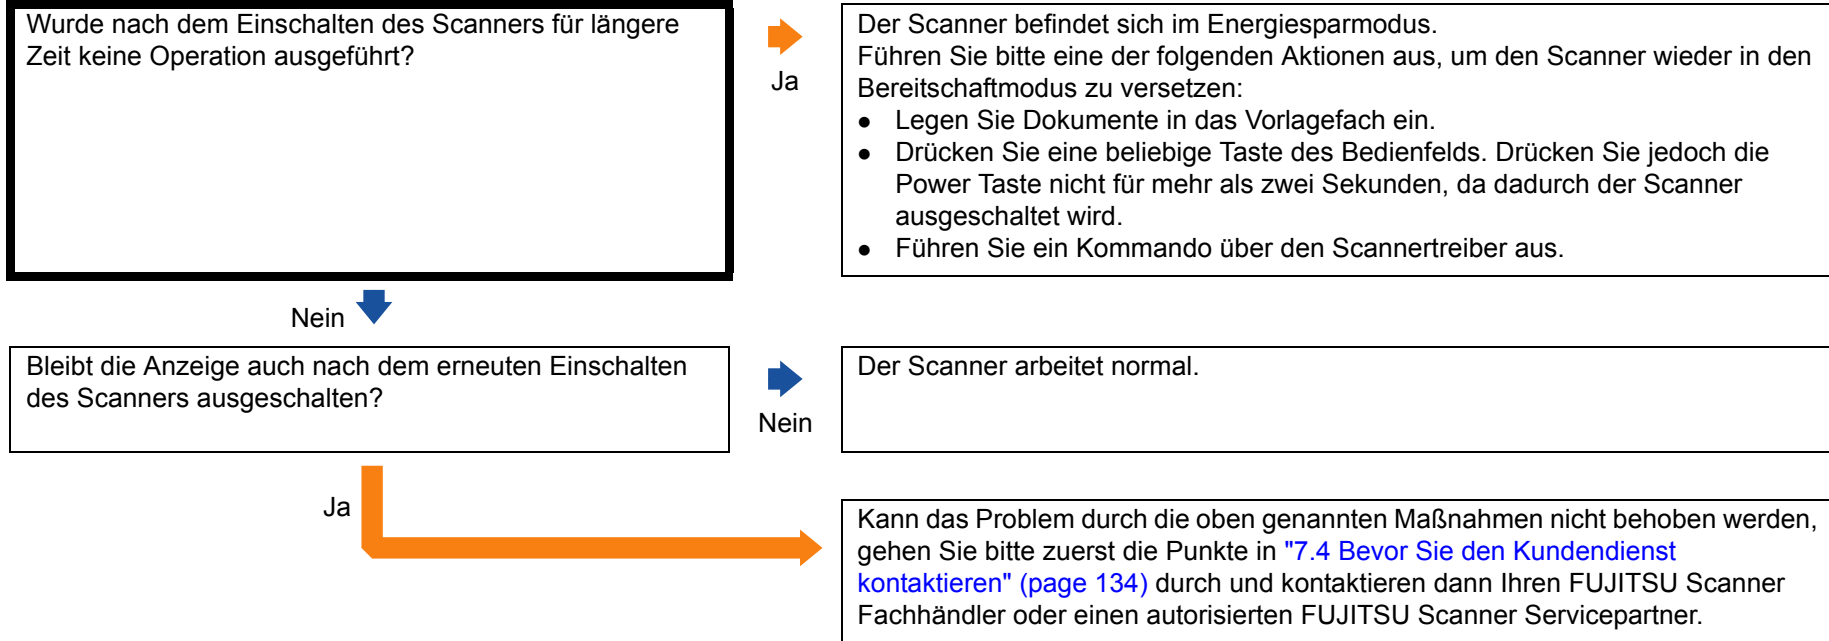 Wurde nach dem Einschalten des Scanners für längere
Zeit keine Operation ausgeführt?
Ja
Der Scanner befindet sich im Energiesparmodus.
Führen Sie bitte eine der folgenden Aktionen aus, um den Scanner wieder in den
Bereitschaftmodus zu versetzen:
● Legen Sie Dokumente in das Vorlagefach ein.
● Drücken Sie eine beliebige Taste des Bedienfelds. Drücken Sie jedoch die
Power Taste nicht für mehr als zwei Sekunden, da dadurch der Scanner
ausgeschaltet wird.
● Führen Sie ein Kommando über den Scannertreiber aus.
Nein
Bleibt die Anzeige auch nach dem erneuten Einschalten
des Scanners ausgeschalten?
Nein
Der Scanner arbeitet normal.
Ja
Kann das Problem durch die oben genannten Maßnahmen nicht behoben werden,
gehen Sie bitte zuerst die Punkte in "7.4 Bevor Sie den Kundendienst
kontaktieren" (page 134) durch und kontaktieren dann Ihren FUJITSU Scanner
Fachhändler oder einen autorisierten FUJITSU Scanner Servicepartner.